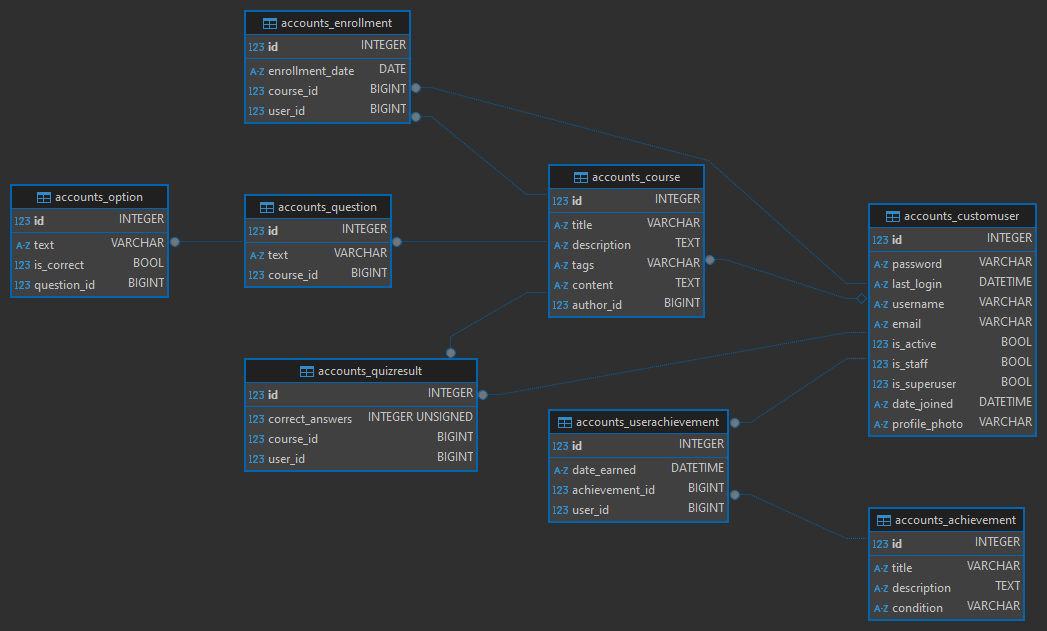 accounts_enrollment
123 id INTEGER
A-Z enrollment_date DATE
123 course_id BIGINT
123 user_id BIGINT
accounts_option
123 id INTEGER
A-Z text VARCHAR
123 is_correct BOOL
123 question_id BIGINT
accounts_question
123 id INTEGER
A-Z text VARCHAR
123 course_id BIGINT
accounts_course
123 id INTEGER
A-Z title VARCHAR
A-Z description TEXT
A-Z tags VARCHAR
A-Z content TEXT
123 author_id BIGINT
accounts_customuser
123 id INTEGER
A-Z password VARCHAR
A-Z last_login DATETIME
A-Z username VARCHAR
A-Z email VARCHAR
123 is_active BOOL
123 is_staff BOOL
123 is_superuser BOOL
A-Z date_joined DATETIME
A-Z profile_photo VARCHAR
accounts_quizresult
123 id INTEGER
123 correct_answers INTEGER UNSIGNED
123 course_id BIGINT
123 user_id BIGINT
accounts_userachievement
123 id INTEGER
A-Z date_earned DATETIME
123 achievement_id BIGINT
123 user_id BIGINT
accounts_achievement
123 id INTEGER
A-Z title VARCHAR
A-Z description TEXT
A-Z condition VARCHAR